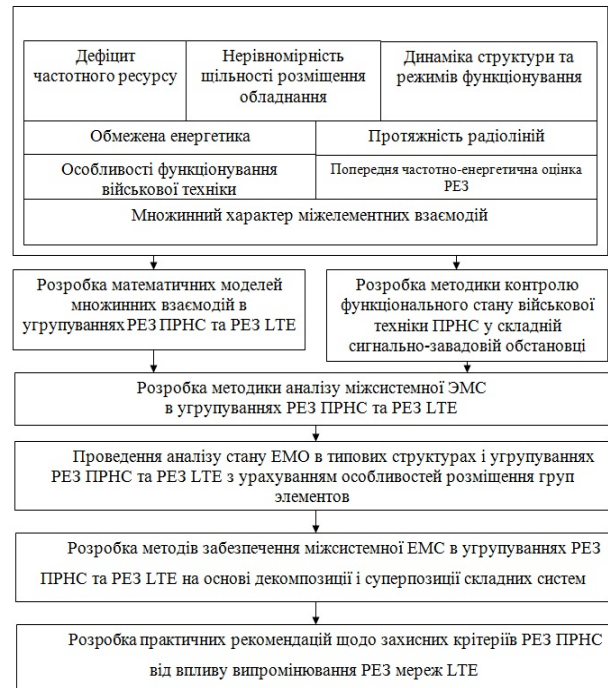 Дефіцит
частотного ресурсу
Нерівномірність
щільності розміщення
обладнання
Динаміка структури та
режимів функціонування
Обмежена енергетика
Протяжність радіоліній
Особливості функціонування
військової техніки
Попередня частотно-енергетична оцінка
РЕЗ
Множинний характер міжелементних взаємодій
Розробка математичних моделей
множинних взаємодій в
угрупуваннях РЕЗ ПРНС та РЕЗ LTE
Розробка методики контролю
функціонального стану військової
техніки ПРНС у складній
сигнально-завадовій обстановці
Розробка методики аналізу міжсистемної ЭМС
в угрупуваннях РЕЗ ПРНС та РЕЗ LTE
Проведення аналізу стану ЕМО в типових структурах і угрупуваннях
РЕЗ ПРНС та РЕЗ LTE з урахуванням особливостей розміщення груп
элементов
Розробка методів забезпечення міжсистемної ЕМС в угрупуваннях РЕЗ
ПРНС та РЕЗ LTE на основі декомпозиції і суперпозиції складних систем
Розробка практичних рекомендацій щодо захисних крітеріїв РЕЗ ПРНС
від впливу випромінювання РЕЗ мереж LTE